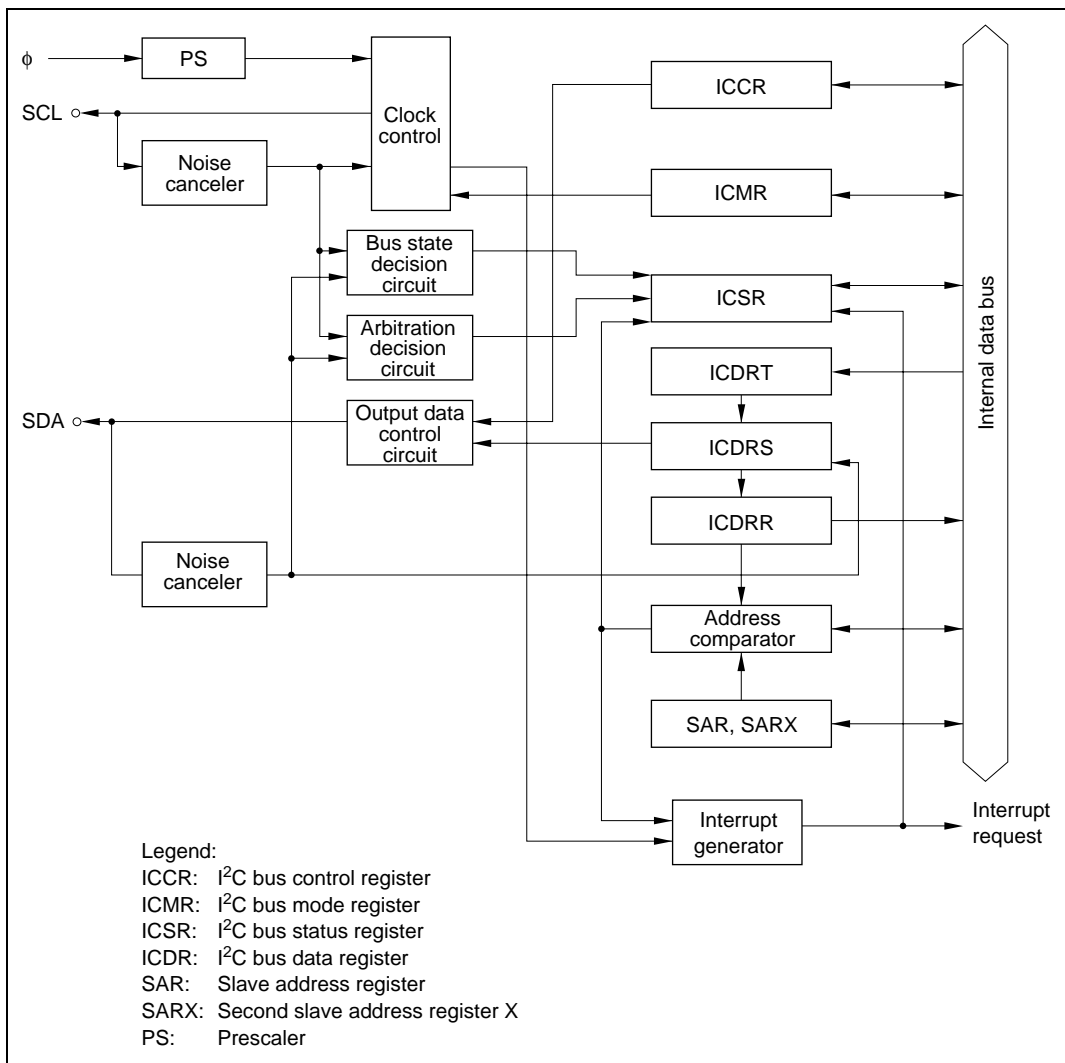 ϕ
PS
SCL
Clock
control
Noise
canceler
ICCR
ICMR
Bus state
decision
circuit
ICSR
Arbitration
decision
circuit
ICDRT
SDA
Output data
control
circuit
ICDRS
ICDRR
Noise
canceler
Address
comparator
SAR, SARX
Internal data bus
Interrupt
generator
Interrupt
request
Legend:
ICCR: I²C bus control register
ICMR: I²C bus mode register
ICSR: I²C bus status register
ICDR: I²C bus data register
SAR: Slave address register
SARX: Second slave address register X
PS: Prescaler